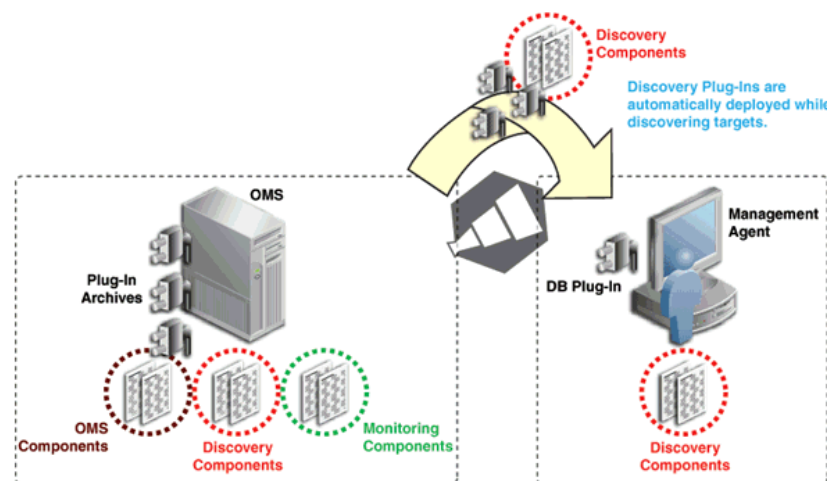 Discovery
Components
Discovery Plug-Ins are
automatically deployed while
discovering targets.
OMS
Plug-In
Archives
OMS
Components
Discovery
Components
Monitoring
Components
Management
Agent
DB Plug-In
Discovery
Components